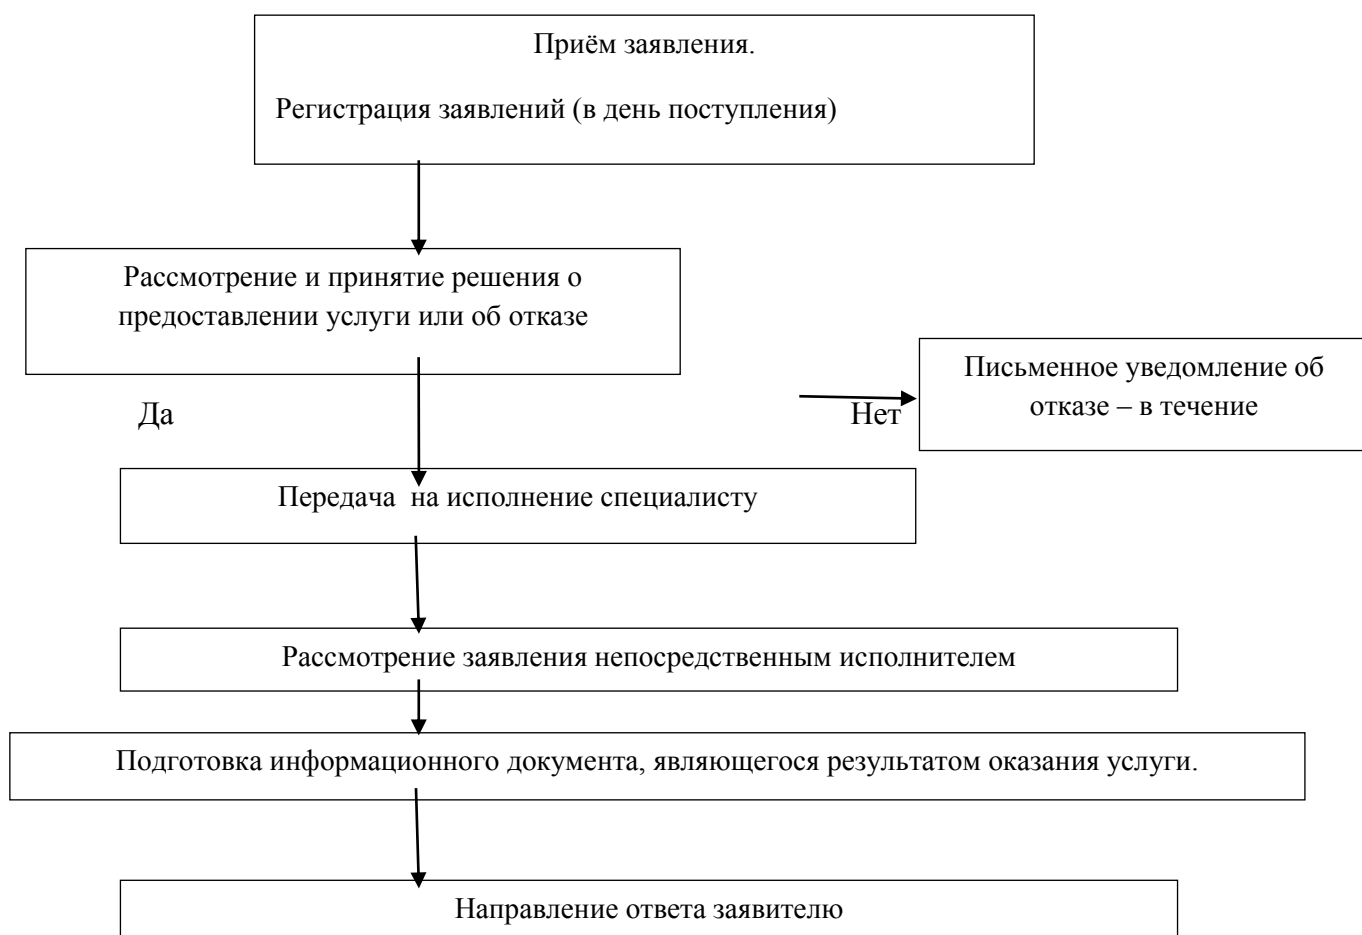 Приём заявления.
Регистрация заявлений (в день поступления)
Рассмотрение и принятие решения о
предоставлении услуги или об отказе
Письменное уведомление об
отказе – в течение
Да
Нет
Передача на исполнение специалисту
Рассмотрение заявления непосредственным исполнителем
Подготовка информационного документа, являющегося результатом оказания услуги.
Направление ответа заявителю